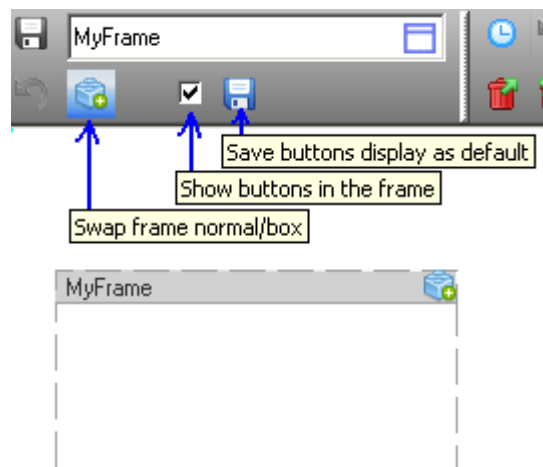 MyFrame
Save buttons display as default
Show buttons in the frame
Swap frame normal/box
MyFrame